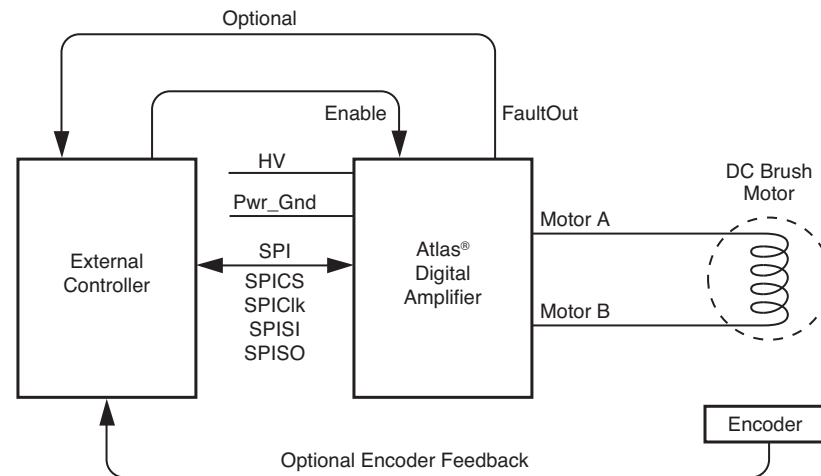 Optional
Enable
FaultOut
HV
Pwr_Gnd
SPI
SPICS
SPIClk
SPISI
SPISO
External
Controller
Atlas®
Digital
Amplifier
Motor A
Motor B
DC Brush
Motor
Encoder
Optional Encoder Feedback